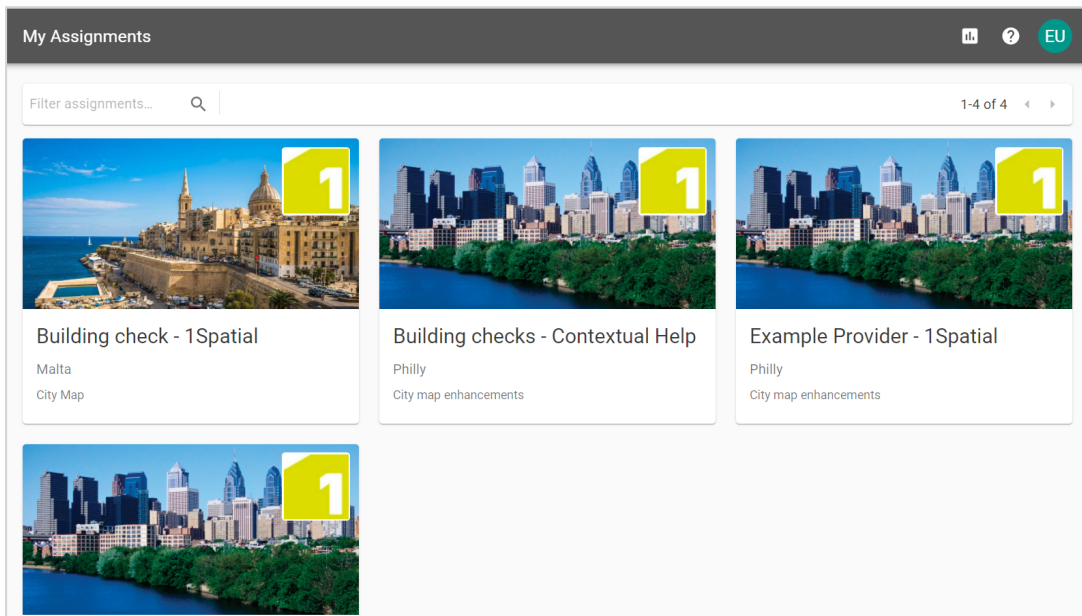 My Assignments
EU
Filter assignments...
1-4 of 4
1
1
1
Building check - 1Spatial
Malta
City Map
Building checks - Contextual Help
Philly
City map enhancements
Example Provider - 1Spatial
Philly
City map enhancements
1